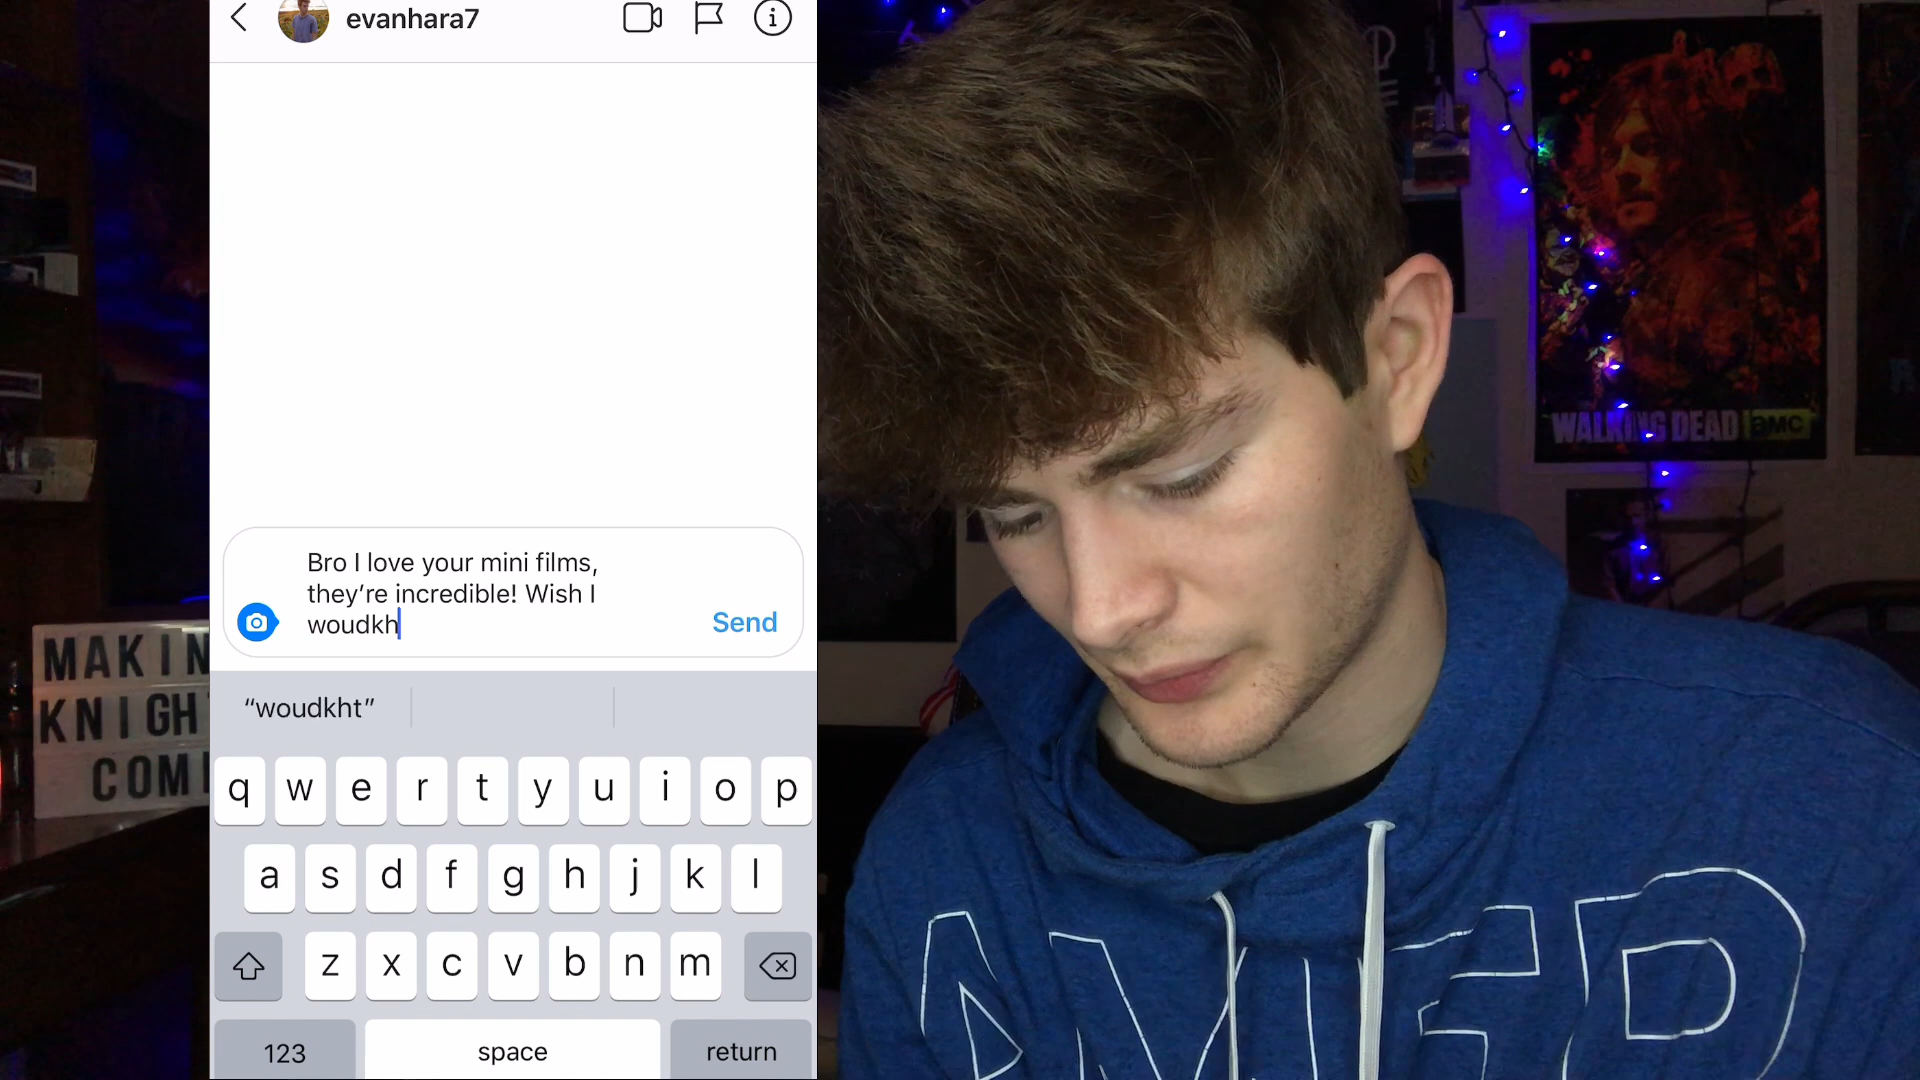 evanhara7
Bro I love your mini films,
they're incredible! Wish I
woudkh
Send
"woudkht"
q w e r t y u i o p
a s d f g h j k l
z x c v b n m
123 space return
MAKIN
KNIGH
COM
WALKING DEAD aMC
AMER